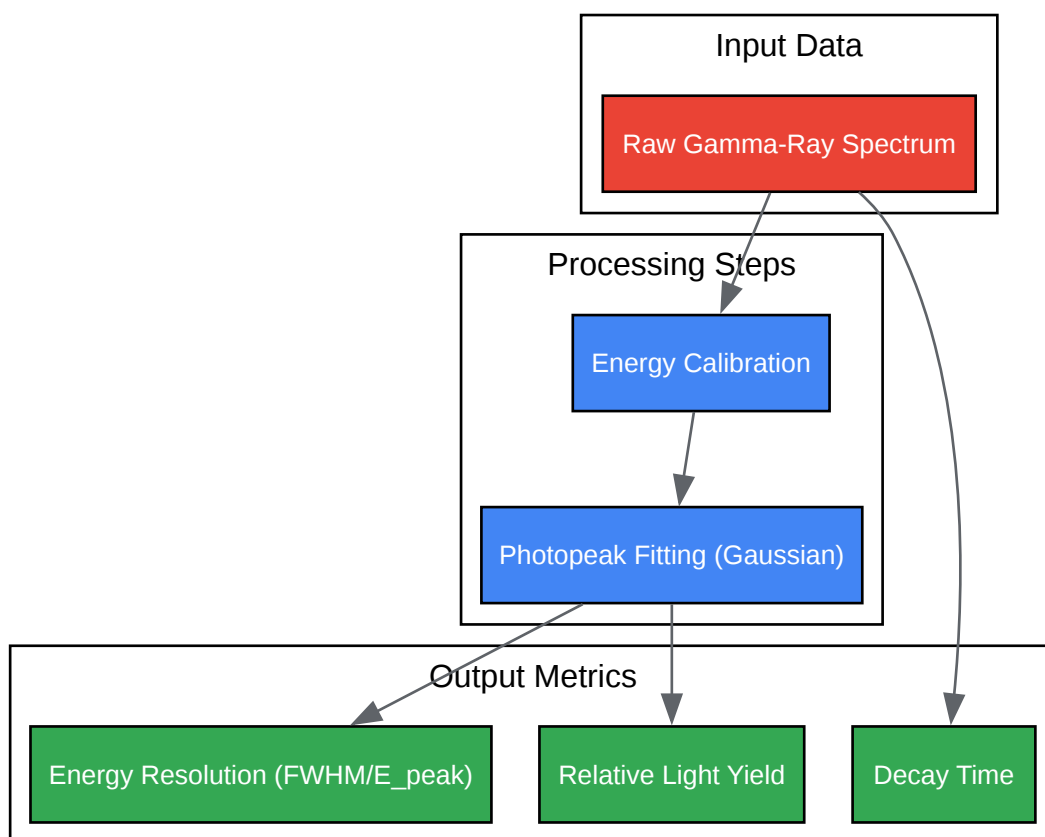 Input Data
Raw Gamma-Ray Spectrum
Processing Steps
Energy Calibration
Photopeak Fitting (Gaussian)
Output Metrics
Energy Resolution (FWHM/E_peak)
Relative Light Yield
Decay Time